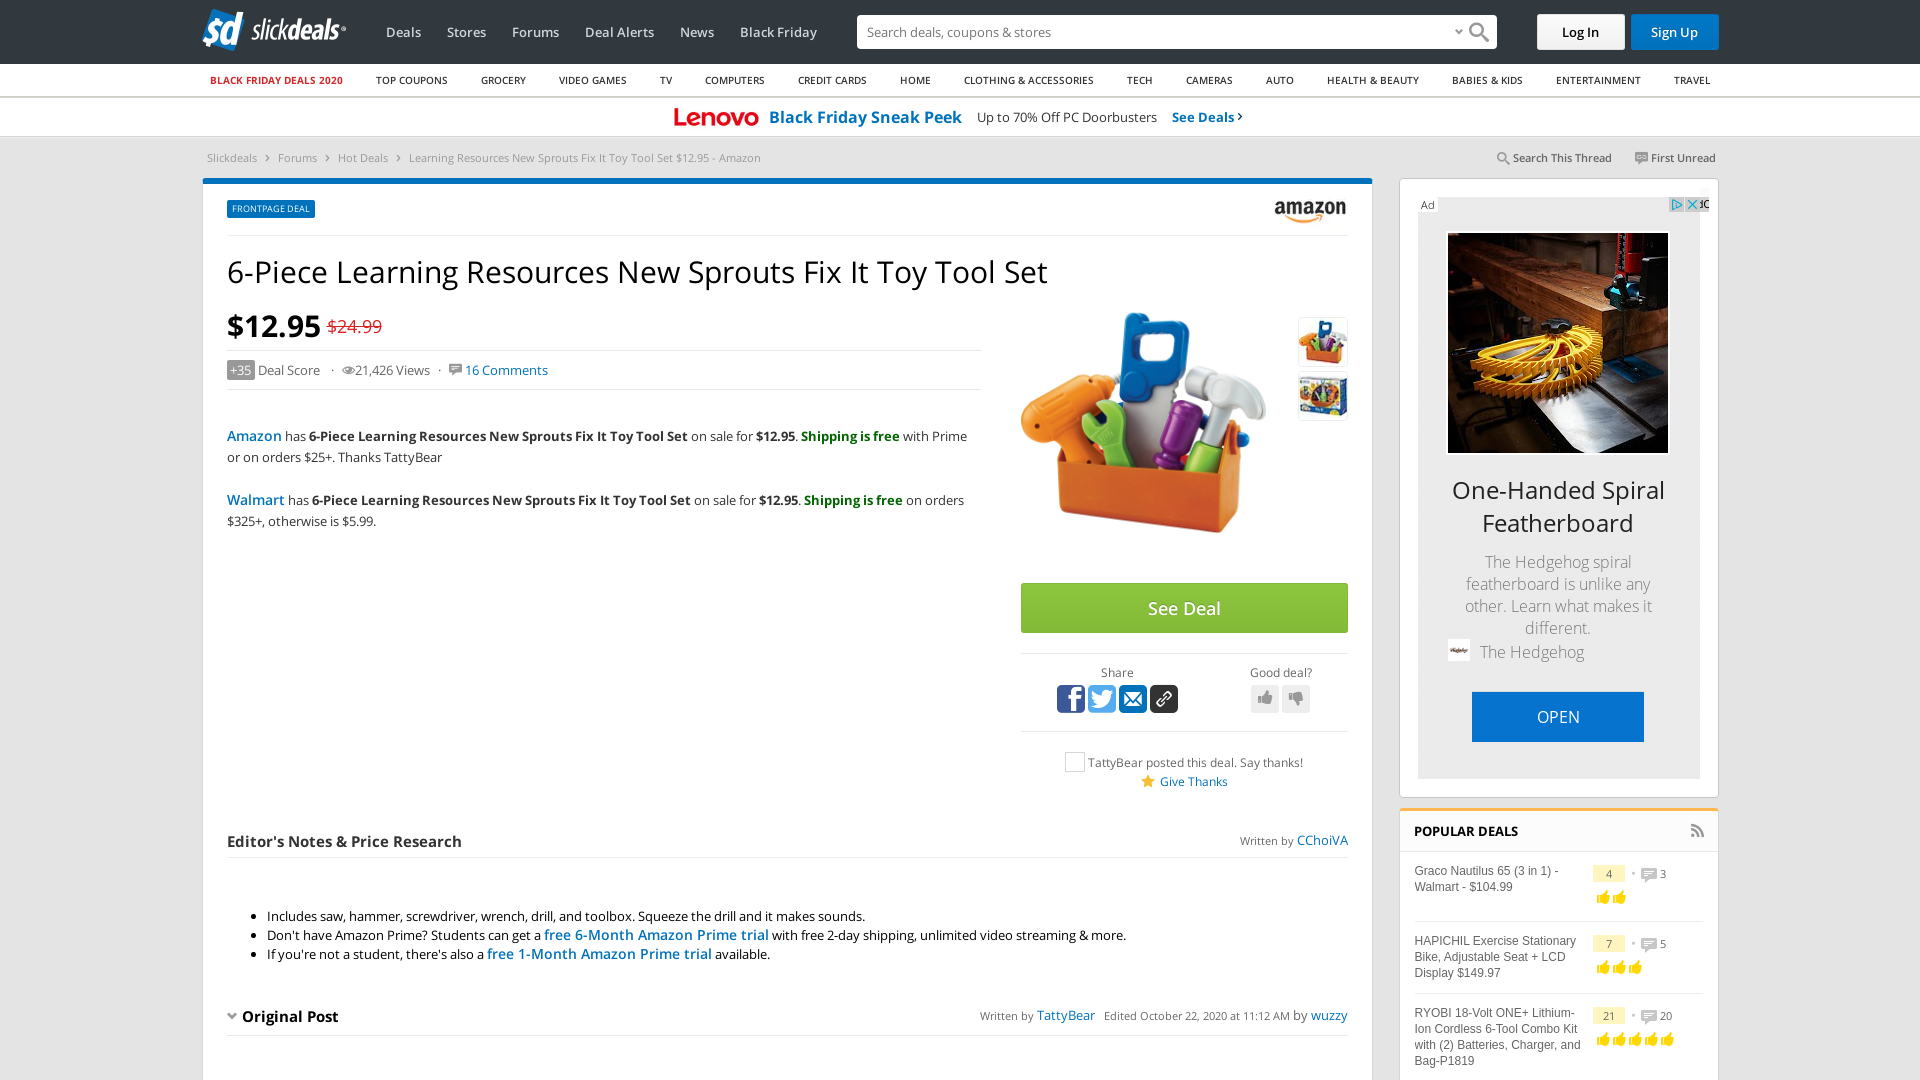 slickdeals
Deals
Stores
Forums
Deal Alerts
News
Black Friday
Search deals, coupons & stores
Log In
Sign Up
BLACK FRIDAY DEALS 2020
TOP COUPONS
GROCERY
VIDEO GAMES
TV
COMPUTERS
CREDIT CARDS
HOME
CLOTHING & ACCESSORIES
TECH
CAMERAS
AUTO
HEALTH & BEAUTY
BABIES & KIDS
ENTERTAINMENT
TRAVEL
Lenovo Black Friday Sneak Peek Up to 70% Off PC Doorbusters See Deals
Slickdeals > Forums > Hot Deals > Learning Resources New Sprouts Fix It Toy Tool Set $12.95 - Amazon
Search This Thread
First Unread
FRONTPAGE DEAL
amazon
6-Piece Learning Resources New Sprouts Fix It Toy Tool Set
$12.95 $24.99
+35 Deal Score · 21,426 Views · 16 Comments
Amazon has 6-Piece Learning Resources New Sprouts Fix It Toy Tool Set on sale for $12.95. Shipping is free with Prime
or on orders $25+. Thanks TattyBear
Walmart has 6-Piece Learning Resources New Sprouts Fix It Toy Tool Set on sale for $12.95. Shipping is free on orders
$325+, otherwise is $5.99.
See Deal
Share
Good deal?
TattyBear posted this deal. Say thanks!
Give Thanks
Editor's Notes & Price Research
Written by CChoiVA
• Includes saw, hammer, screwdriver, wrench, drill, and toolbox. Squeeze the drill and it makes sounds.
• Don't have Amazon Prime? Students can get a free 6-Month Amazon Prime trial with free 2-day shipping, unlimited video streaming & more.
• If you're not a student, there's also a free 1-Month Amazon Prime trial available.
Original Post
Written by TattyBear Edited October 22, 2020 at 11:12 AM by wuzzy
Ad
One-Handed Spiral
Featherboard
The Hedgehog spiral
featherboard is unlike any
other. Learn what makes it
different.
The Hedgehog
OPEN
POPULAR DEALS
Graco Nautilus 65 (3 in 1) -
Walmart - $104.99
4 • 3
HAPICHIL Exercise Stationary
Bike, Adjustable Seat + LCD
Display $149.97
7 • 5
RYOBI 18-Volt ONE+ Lithium-
Ion Cordless 6-Tool Combo Kit
with (2) Batteries, Charger, and
Bag-P1819
21 • 20